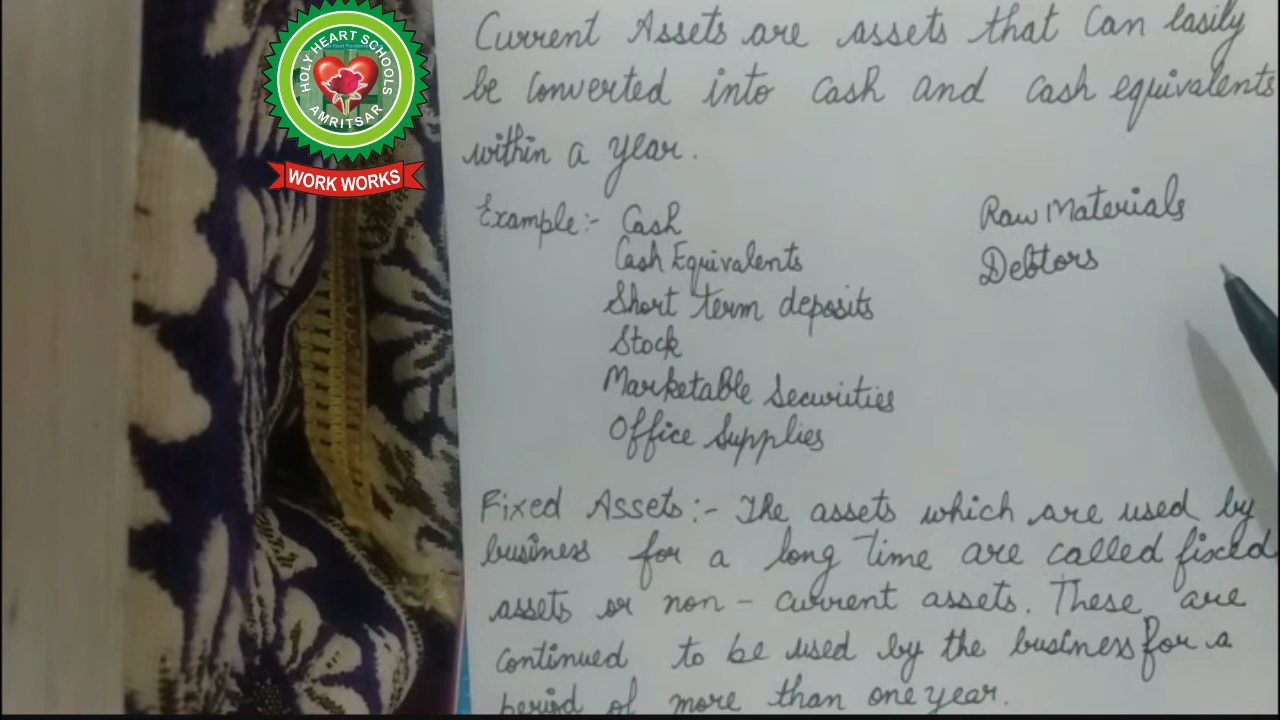 HOLY HEART SCHOOLS
AMRITSAR
WORK WORKS
Current Assets are assets that can easily
be converted into cash and cash equivalents
within a year.
Example:- Cash
Cash Equivalents
Short term deposits
Stock
Marketable Securities
Office Supplies
Raw Materials
Debtors
Fixed Assets:- The assets which are used by
business for a long time are called fixed
assets or non-current assets. These are
continued to be used by the business for a
period of more than one year.